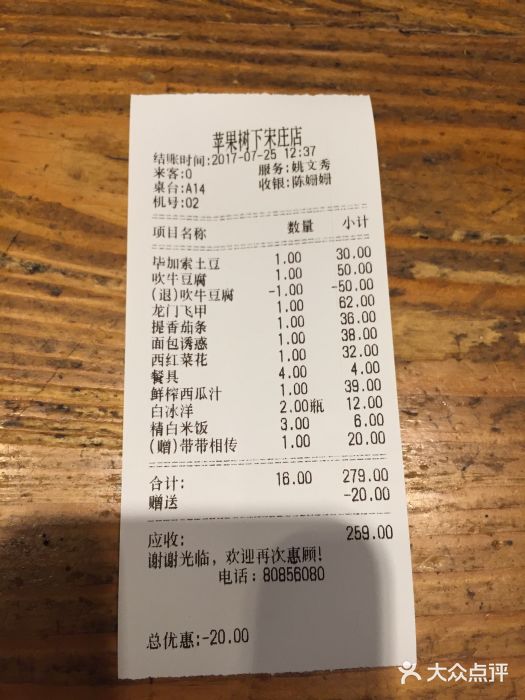 苹果树下宋庄店
结账时间:2017-07-25 12:37
来客:0 服务:姚文秀
桌台:A14 收银:陈姗姗
机号:02
项目名称 数量 小计
毕加索土豆 1.00 30.00
吹牛豆腐 1.00 50.00
(退)吹牛豆腐 -1.00 -50.00
龙门飞甲 1.00 62.00
提香茄条 1.00 36.00
面包诱惑 1.00 38.00
西红菜花 1.00 32.00
餐具 4.00 4.00
鲜榨西瓜汁 1.00 39.00
白冰洋 2.00瓶 12.00
精白米饭 3.00 6.00
(赠)带带相传 1.00 20.00
合计: 16.00 279.00
赠送 -20.00
应收: 259.00
谢谢光临, 欢迎再次惠顾!
电话:80856080
总优惠:-20.00
大众点评